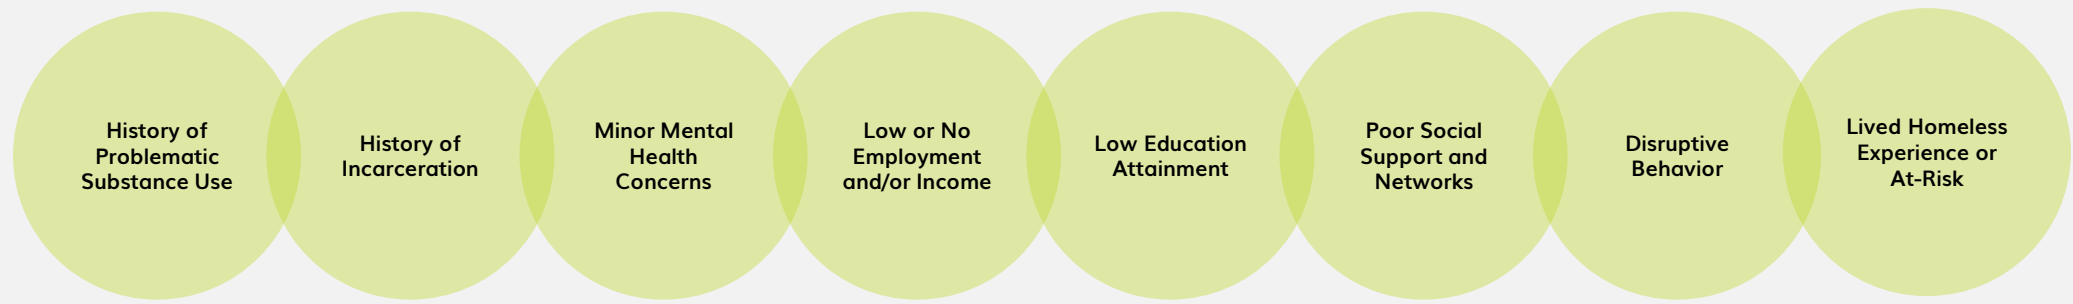 History of
Problematic
Substance Use
History of
Incarceration
Minor Mental
Health
Concerns
Low or No
Employment
and/or Income
Low Education
Attainment
Poor Social
Support and
Networks
Disruptive
Behavior
Lived Homeless
Experience or
At-Risk